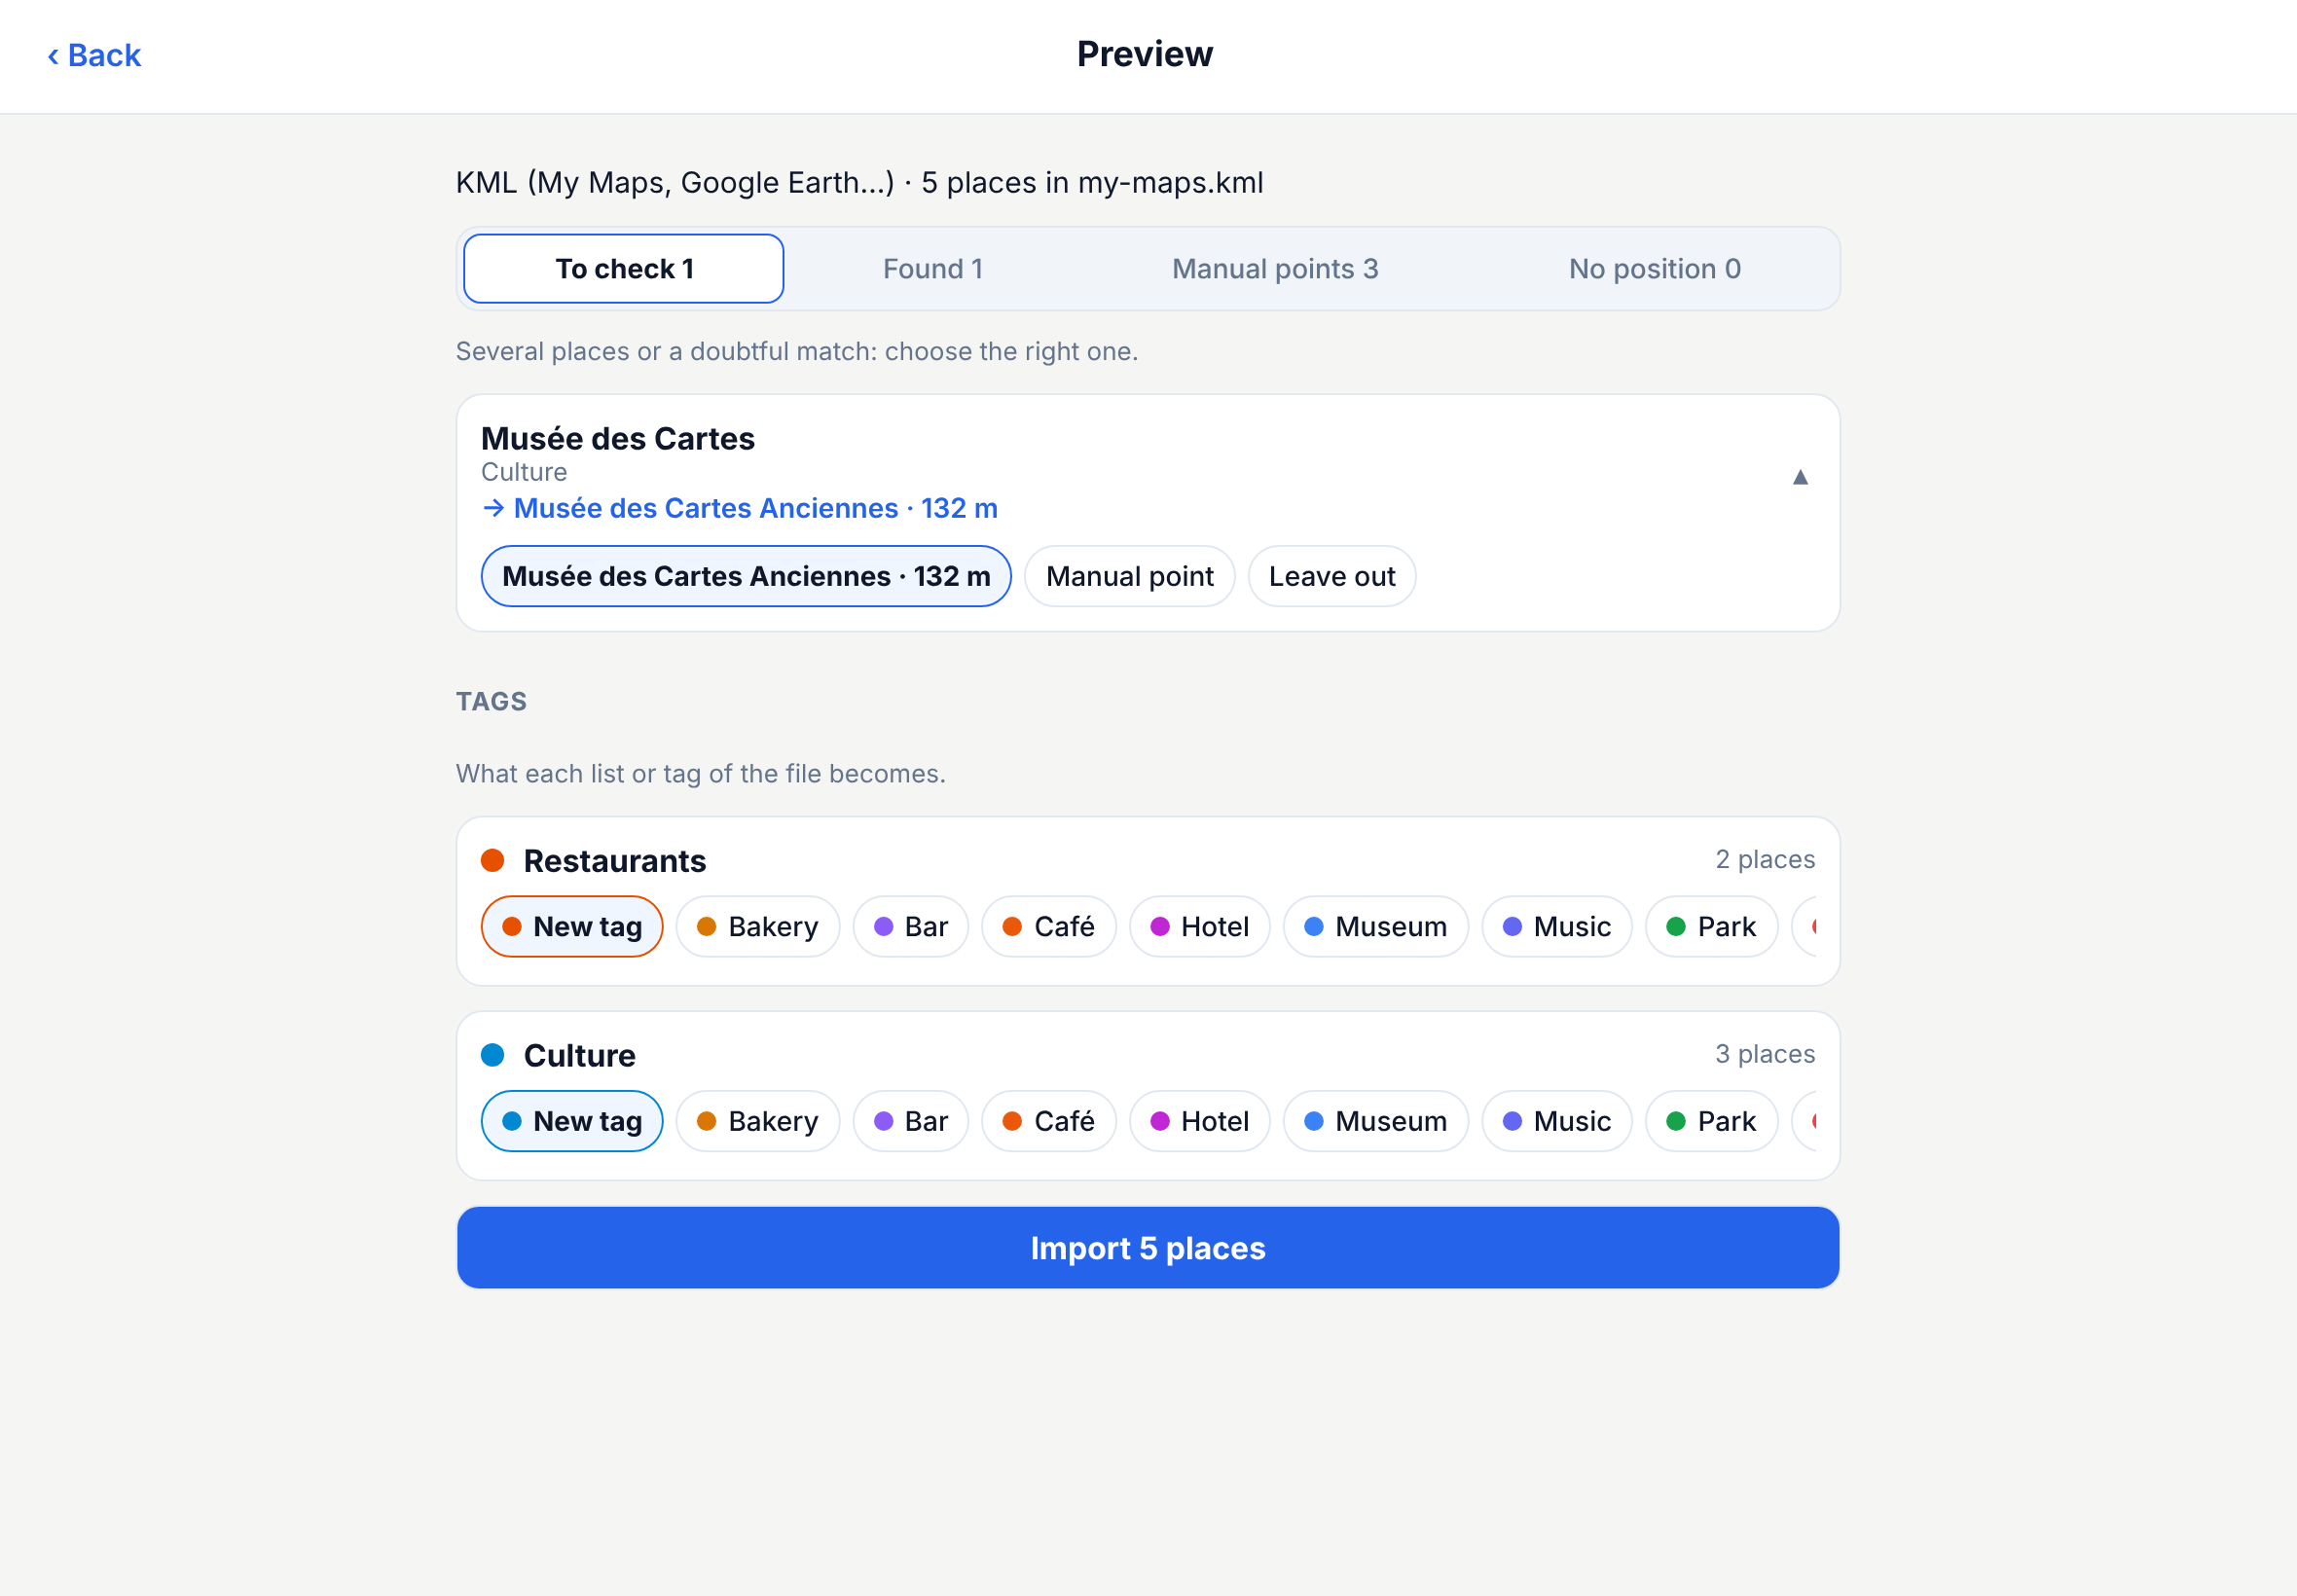 ‹ Back
Preview
KML (My Maps, Google Earth…) · 5 places in my-maps.kml
To check 1
Found 1
Manual points 3
No position 0
Several places or a doubtful match: choose the right one.
Musée des Cartes
Culture
▲
→ Musée des Cartes Anciennes · 132 m
Musée des Cartes Anciennes · 132 m
Manual point
Leave out
TAGS
What each list or tag of the file becomes.
Restaurants
2 places
New tag
Bakery
Bar
Café
Hotel
Museum
Music
Park
Culture
3 places
New tag
Bakery
Bar
Café
Hotel
Museum
Music
Park
Import 5 places